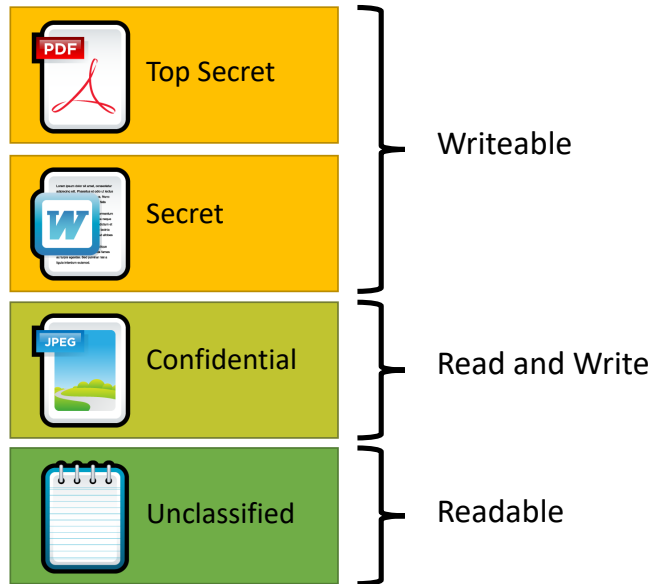 PDF
Top Secret
Writeable
W
Secret
JPEG
Confidential
Read and Write
Unclassified
Readable